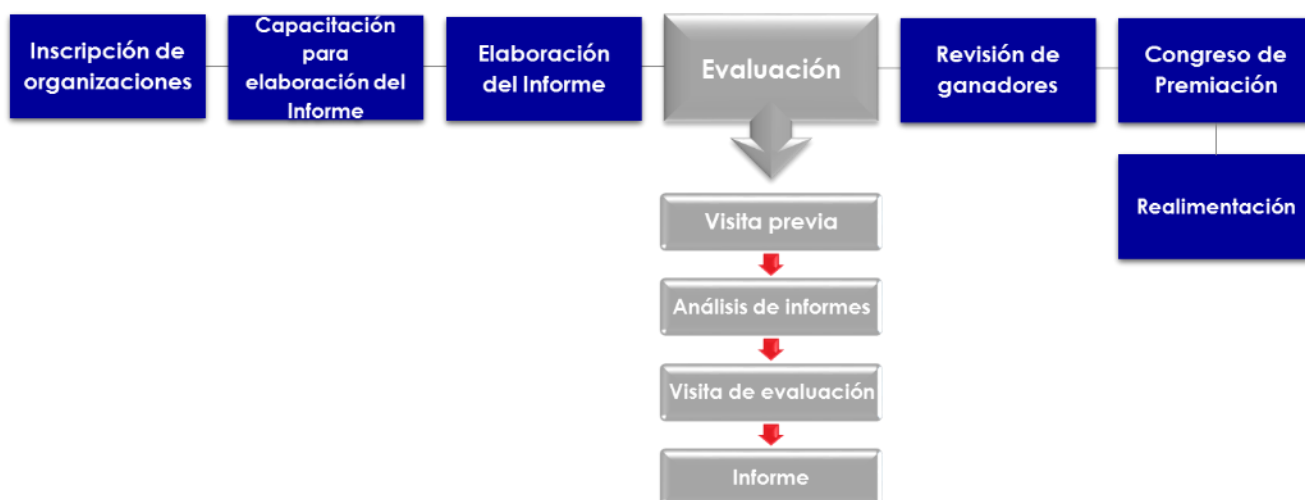 Inscripción de
organizaciones
Capacitación
para
elaboración del
Informe
Elaboración
del Informe
Evaluación
Revisión de
ganadores
Congreso de
Premiación
Realimentación
Visita previa
Análisis de informes
Visita de evaluación
Informe